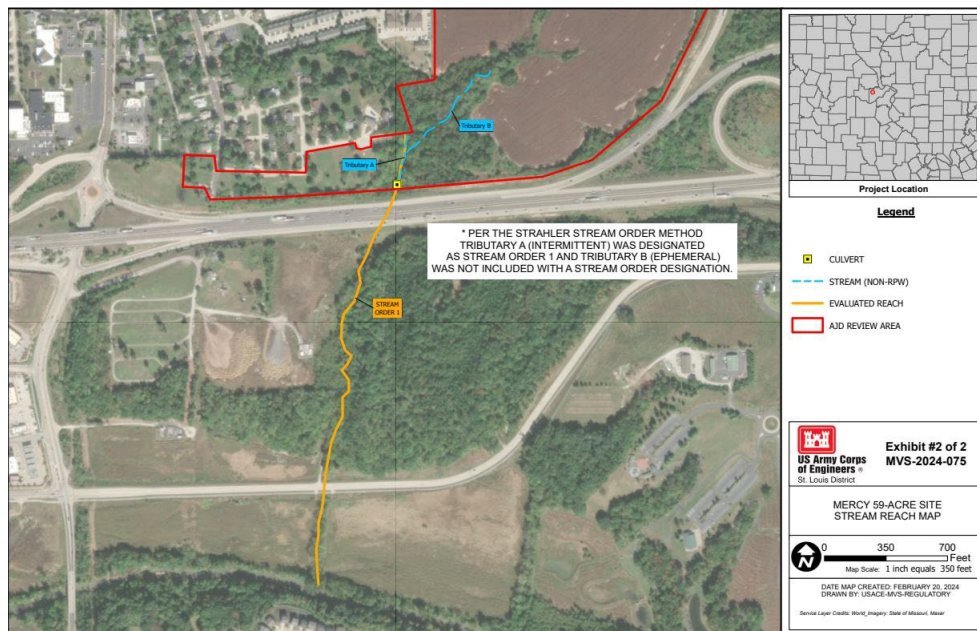 Tributary B
Tributary A
* PER THE STRAHLER STREAM ORDER METHOD
TRIBUTARY A (INTERMITTENT) WAS DESIGNATED
AS STREAM ORDER 1 AND TRIBUTARY B (EPHEMERAL)
WAS NOT INCLUDED WITH A STREAM ORDER DESIGNATION.
STREAM
ORDER 1
Project Location
Legend
CULVERT
STREAM (NON-RPW)
EVALUATED REACH
AJD REVIEW AREA
US Army Corps
of Engineers ®
St. Louis District
Exhibit #2 of 2
MVS-2024-075
MERCY 59-ACRE SITE
STREAM REACH MAP
N
0 350 700
Feet
Map Scale: 1 inch equals 350 feet
DATE MAP CREATED: FEBRUARY 20, 2024
DRAWN BY: USACE-MVS-REGULATORY
Service Layer Credits: World_Imagery: State of Missouri, Maxar